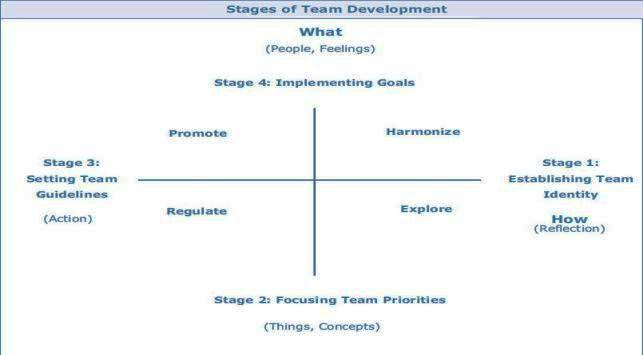 Stages of Team Development
What
(People, Feelings)
Stage 4: Implementing Goals
Promote
Harmonize
Stage 3:
Setting Team
Guidelines
(Action)
Stage 1:
Establishing Team
Identity
How
(Reflection)
Regulate
Explore
Stage 2: Focusing Team Priorities
(Things, Concepts)